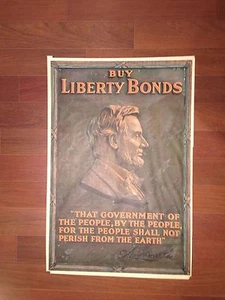 BUY
LIBERTY BONDS
"THAT GOVERNMENT OF
THE PEOPLE, BY THE PEOPLE,
FOR THE PEOPLE SHALL NOT
PERISH FROM THE EARTH"